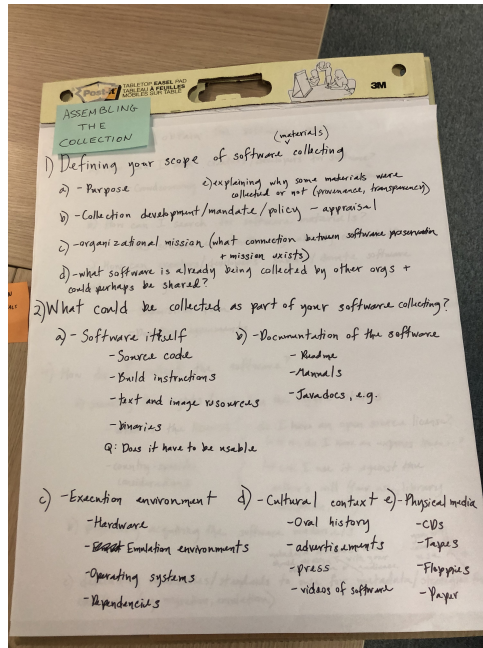 Post-it
TABLETOP EASEL PAD
TABLEAU À FEUILLES
MOBILES SUR TABLE
3M
ASSEMBLING
THE
COLLECTION
(materials)
1) Defining your scope of software collecting
a) - Purpose
e) explaining why some materials were
collected or not (provenance, transparency)
b) - Collection development/mandate/policy - appraisal
c) - organizational mission (what connection between software preservation
+ mission exists)
d) - what software is already being collected by other orgs +
could perhaps be shared?
2) What could be collected as part of your software collecting?
a) - Software itself
- Source code
- Build instructions
- text and image resources
- binaries
Q: Does it have to be usable
b) - Documentation of the software
- Readme
- Manuals
- Javadocs, e.g.
c) - Execution environment
- Hardware
- Emulation environments
- Operating systems
- Dependencies
d) - Cultural context
- Oral history
- advertisements
- press
- videos of software
e) - Physical media
- CDs
- Tapes
- Floppies
- Paper